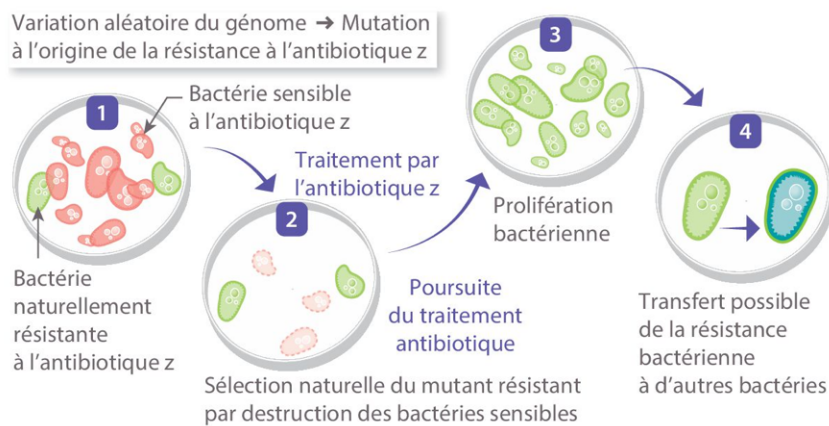 Variation aléatoire du génome → Mutation
à l'origine de la résistance à l'antibiotique z
1
Bactérie sensible
à l'antibiotique z
Bactérie
naturellement
résistante
à l'antibiotique z
Traitement par
l'antibiotique z
2
Sélection naturelle du mutant résistant
par destruction des bactéries sensibles
Poursuite
du traitement
antibiotique
3
Prolifération
bactérienne
4
Transfert possible
de la résistance
bactérienne
à d'autres bactéries